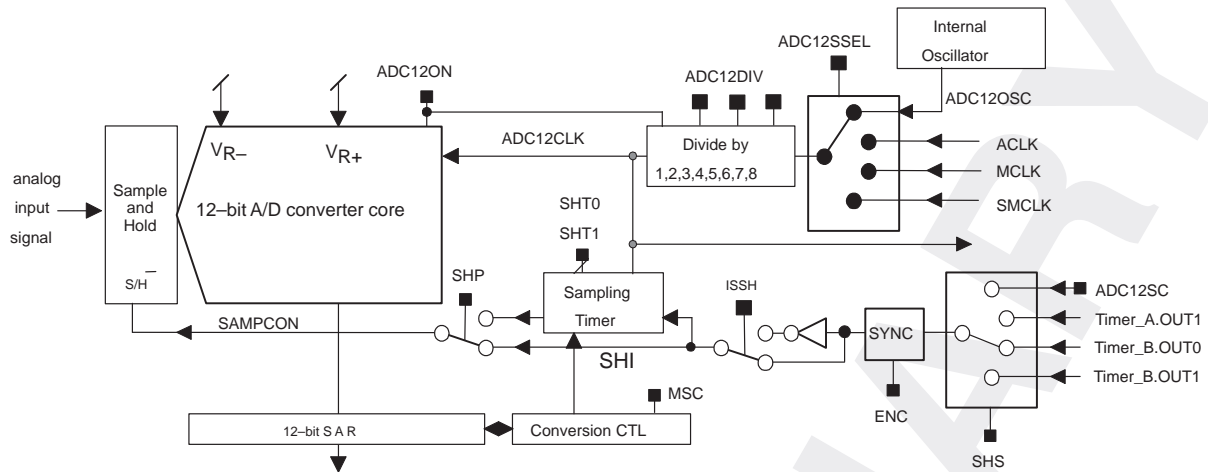 Internal
Oscillator
ADC12SSEL
ADC12ON
ADC12DIV
ADC12OSC
VR–
VR+
ADC12CLK
Divide by
1,2,3,4,5,6,7,8
ACLK
MCLK
SMCLK
analog
input
signal
Sample
and
Hold
S/H
12–bit A/D converter core
SHT0
SHT1
SHP
Sampling
Timer
ISSH
SAMPCON
SHI
SYNC
ENC
ADC12SC
Timer_A.OUT1
Timer_B.OUT0
Timer_B.OUT1
SHS
MSC
12–bit S A R
Conversion CTL